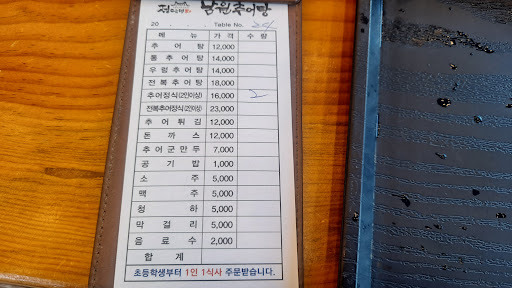 남원추어탕
20 Table No. 24
메 뉴 가 격 수 량
추 어 탕 12,000
통 추 어 탕 14,000
우 렁 추 어 탕 14,000
전 복 추 어 탕 18,000
추어정식(2인이상) 16,000 2
전복추어정식(2인이상) 23,000
추 어 튀 김 12,000
돈 까 스 12,000
추 어 군 만 두 7,000
공 기 밥 1,000
소 주 5,000
맥 주 5,000
청 하 5,000
막 걸 리 5,000
음 료 수 2,000
합 계
초등학생부터 1인 1식사 주문받습니다.